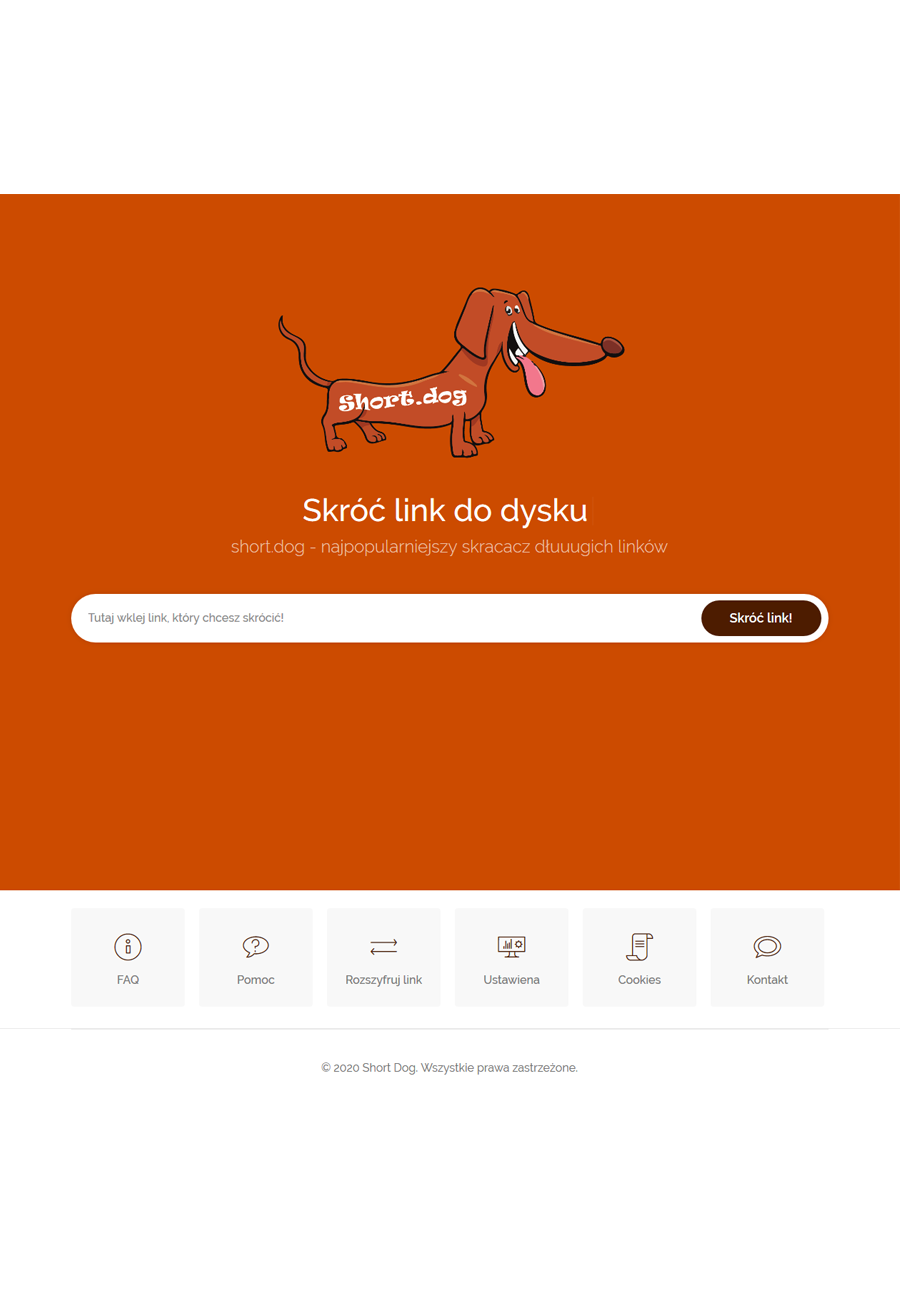 Short.dog
Skróć link do dysku
short.dog - najpopularniejszy skracacz dłuuugich linków
Tutaj wklej link, który chcesz skrócić!
Skróć link!
FAQ
Pomoc
Rozszyfruj link
Ustawiena
Cookies
Kontakt
© 2020 Short Dog. Wszystkie prawa zastrzeżone.